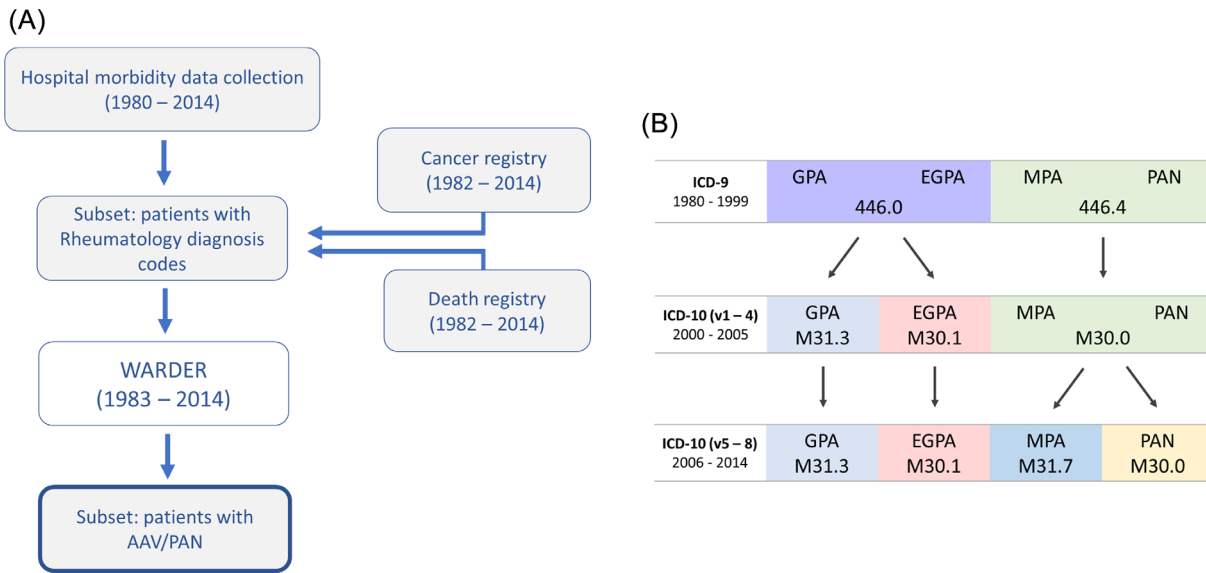 (A)
Hospital morbidity data collection
(1980 – 2014)
Cancer registry
(1982 – 2014)
Subset: patients with
Rheumatology diagnosis
codes
Death registry
(1982 – 2014)
WARDER
(1983 – 2014)
Subset: patients with
AAV/PAN
(B)
ICD-9
1980 - 1999
GPA EGPA
446.0
MPA PAN
446.4
ICD-10 (v1 – 4)
2000 - 2005
GPA
M31.3
EGPA
M30.1
MPA PAN
M30.0
ICD-10 (v5 – 8)
2006 - 2014
GPA
M31.3
EGPA
M30.1
MPA
M31.7
PAN
M30.0